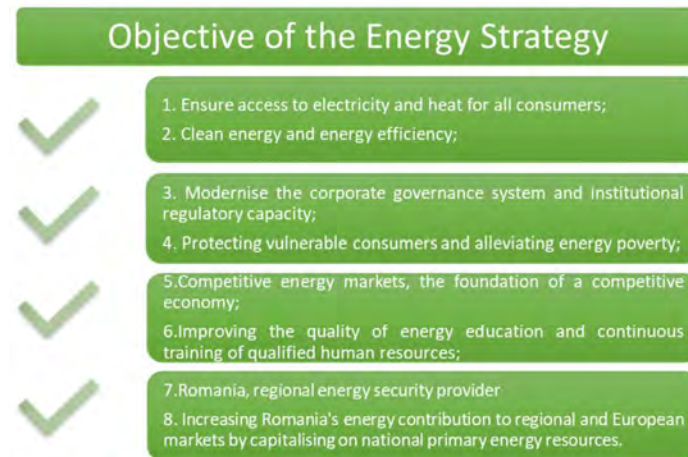 Objective of the Energy Strategy
1. Ensure access to electricity and heat for all consumers;
2. Clean energy and energy efficiency;
3. Modernise the corporate governance system and institutional
regulatory capacity;
4. Protecting vulnerable consumers and alleviating energy poverty;
5.Competitive energy markets, the foundation of a competitive
economy;
6.Improving the quality of energy education and continuous
training of qualified human resources;
7.Romania, regional energy security provider
8. Increasing Romania's energy contribution to regional and European
markets by capitalising on national primary energy resources.